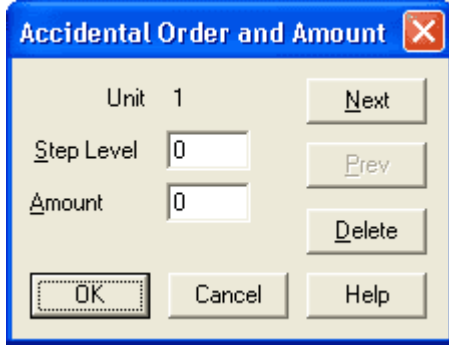 Accidental Order and Amount
Unit 1 Next
Step Level 0 Prev
Amount 0
Delete
OK Cancel Help